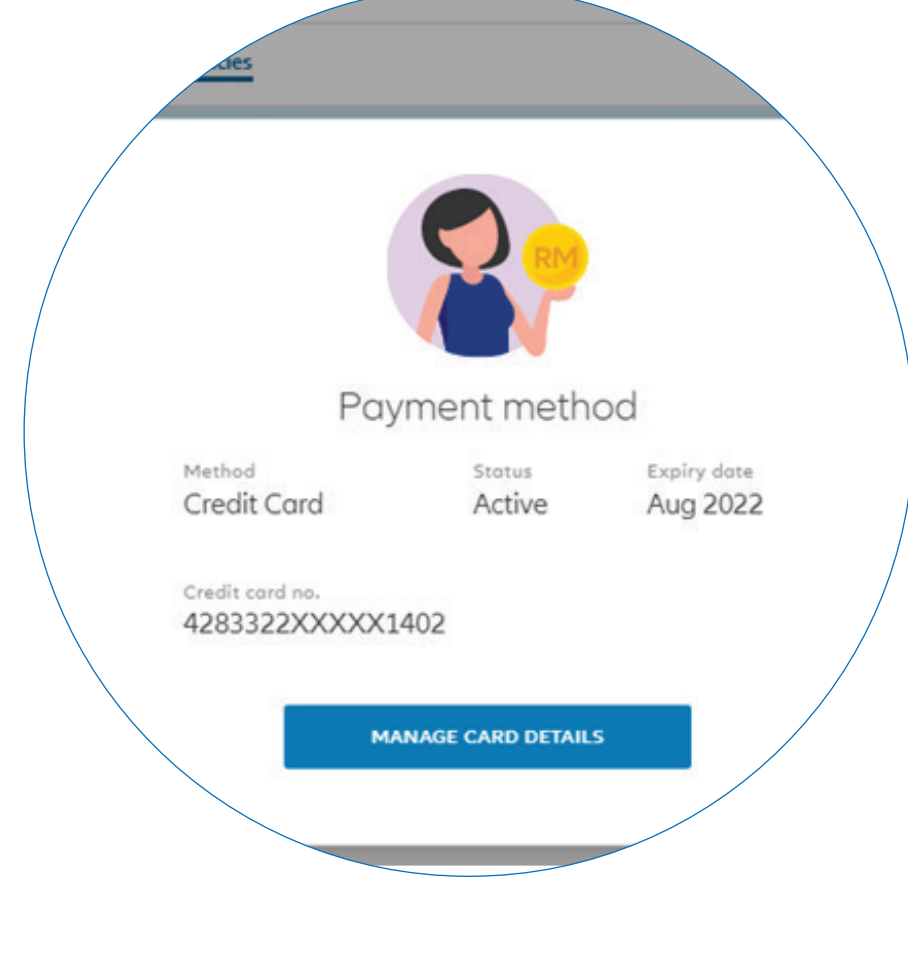 RM
Payment method
Method Status Expiry date
Credit Card Active Aug 2022
Credit card no.
4283322XXXXX1402
MANAGE CARD DETAILS